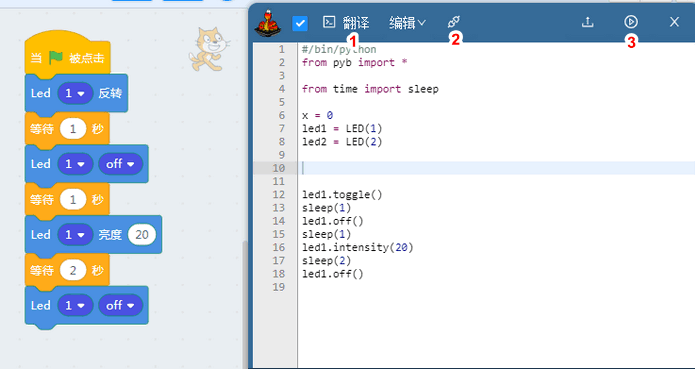 当 被点击
Led 1 反转
等待 1 秒
Led 1 off
等待 1 秒
Led 1 亮度 20
等待 2 秒
Led 1 off
翻译 编辑
1 2 3
1 #/bin/python
2 from pyb import *
3
4 from time import sleep
5
6 x = 0
7 led1 = LED(1)
8 led2 = LED(2)
9
10
11
12 led1.toggle()
13 sleep(1)
14 led1.off()
15 sleep(1)
16 led1.intensity(20)
17 sleep(2)
18 led1.off()
19